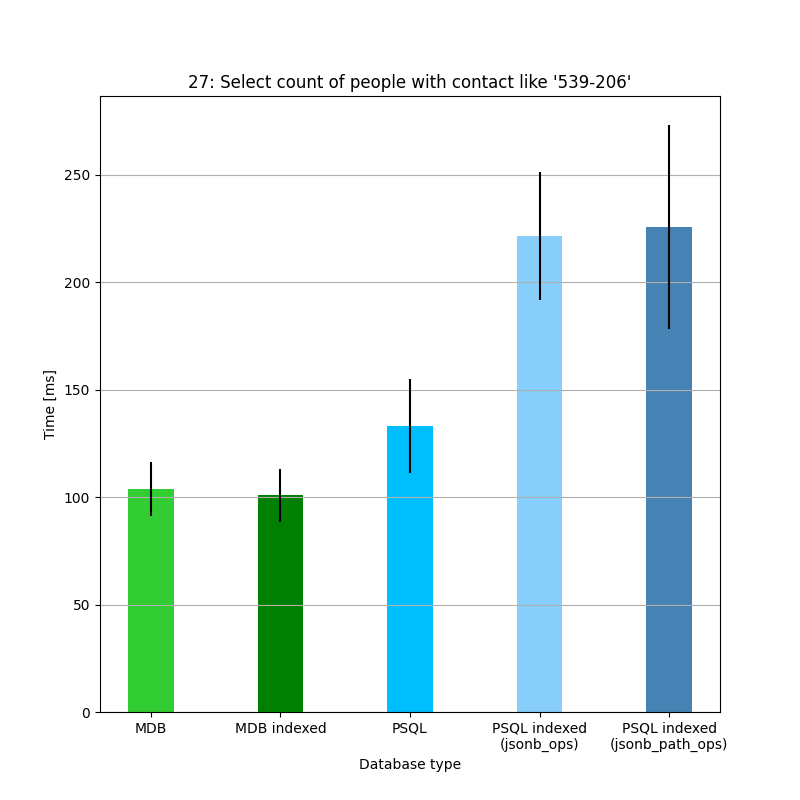 27: Select count of people with contact like '539-206'
Time [ms]
250
200
150
100
50
0
MDB
MDB indexed
PSQL
PSQL indexed
(jsonb_ops)
PSQL indexed
(jsonb_path_ops)
Database type